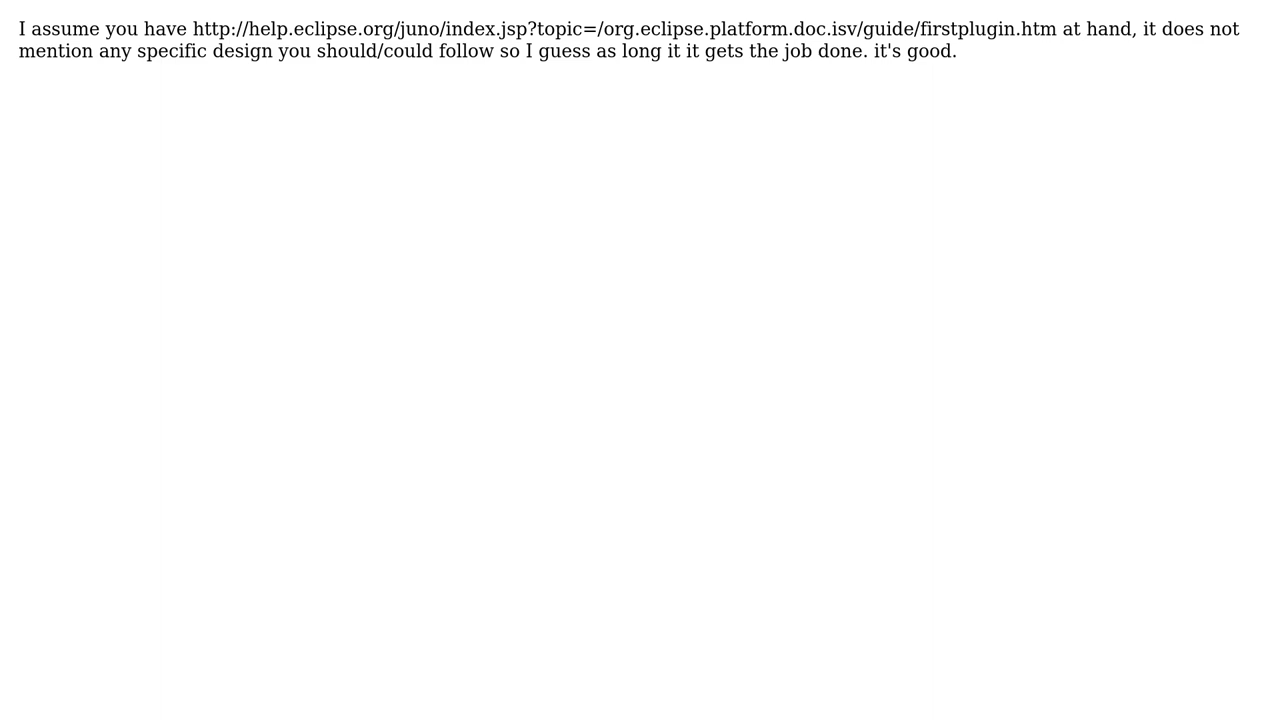 I assume you have http://help.eclipse.org/juno/index.jsp?topic=/org.eclipse.platform.doc.isv/guide/firstplugin.htm at hand, it does not
mention any specific design you should/could follow so I guess as long it it gets the job done. it's good.